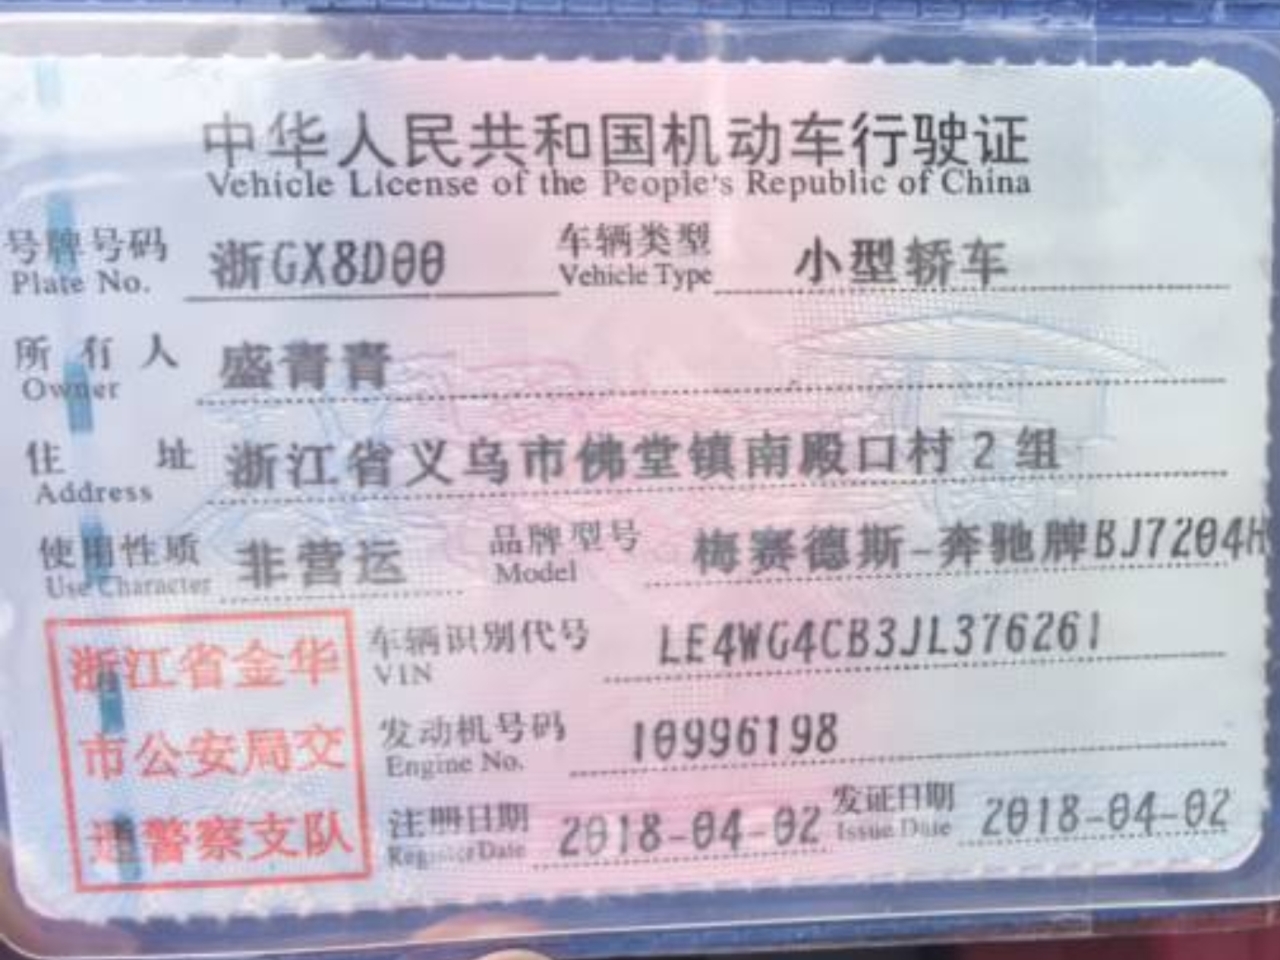 中华人民共和国机动车行驶证
Vehicle License of the People's Republic of China
号牌号码 浙GX8D00 车辆类型 小型轿车
Plate No. Vehicle Type
所有人 盛青青
Owner
住址 浙江省义乌市佛堂镇南殿口村2组
Address
使用性质 非营运 品牌型号 梅赛德斯-奔驰牌BJ7204H
Use Character Model
浙江省金华
市公安局交
通警察支队
车辆识别代号 LE4WG4CB3JL376261
VIN
发动机号码 10996198
Engine No.
注册日期 2018-04-02 发证日期 2018-04-02
Register Date Issue Date